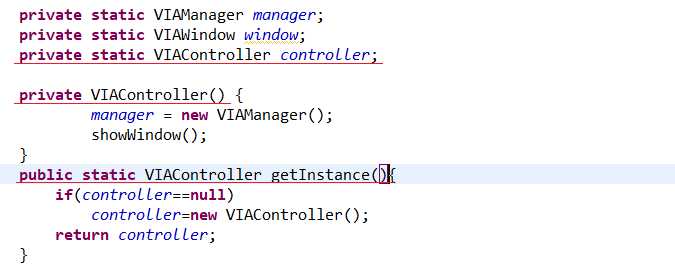 private static VIAManager manager;
private static VIAWindow window;
private static VIAController controller;
private VIAController() {
manager = new VIAManager();
showWindow();
}
public static VIAController getInstance(){
if(controller==null)
controller=new VIAController();
return controller;
}